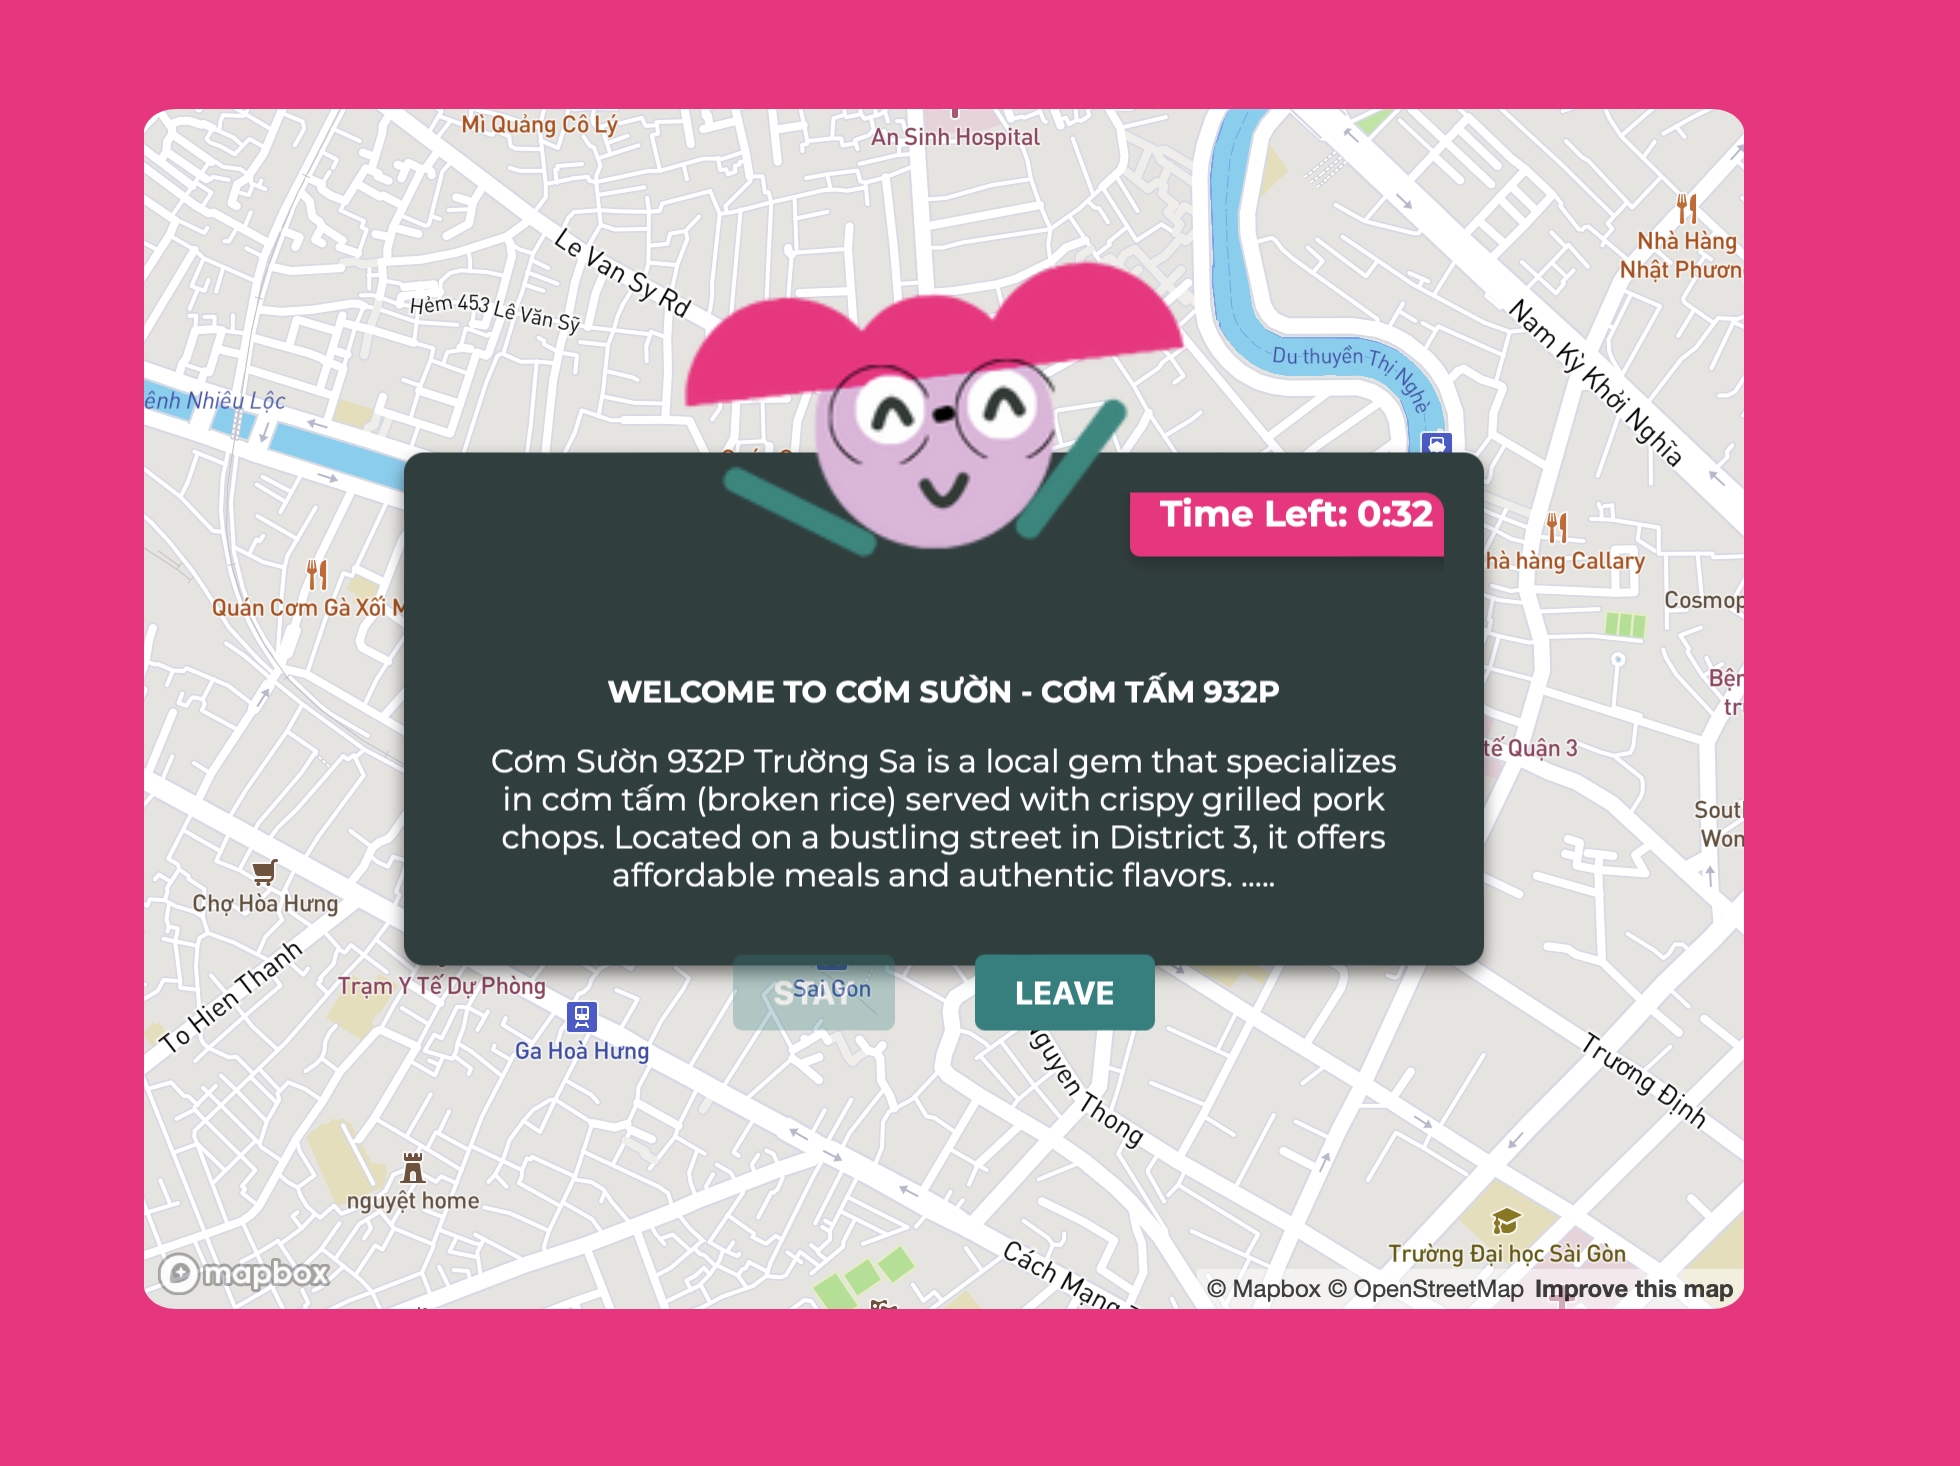 Mì Quảng Cô Lý
An Sinh Hospital
Nhà Hàng
Nhật Phươn
Le Van Sy Rd
Hẻm 453 Lê Văn Sỹ
Nam Kỳ Khởi Nghĩa
Du thuyền Thị Nghè
ênh Nhiêu Lộc
Time Left: 0:32
hà hàng Callary
Quán Cơm Gà Xối M
Cosmop
WELCOME TO CƠM SƯỜN - CƠM TẤM 932P
Bện
tr
tế Quận 3
Cơm Sườn 932P Trường Sa is a local gem that specializes
in cơm tấm (broken rice) served with crispy grilled pork
chops. Located on a bustling street in District 3, it offers
affordable meals and authentic flavors. .....
South
Won
Chợ Hòa Hưng
To Hien Thanh
Trạm Y Tế Dự Phòng
STAY
Sai Gon
LEAVE
Ga Hoà Hưng
guyen Thong
Trương Định
nguyệt home
Trường Đại học Sài Gòn
Cách Mạng
mapbox
© Mapbox © OpenStreetMap Improve this map